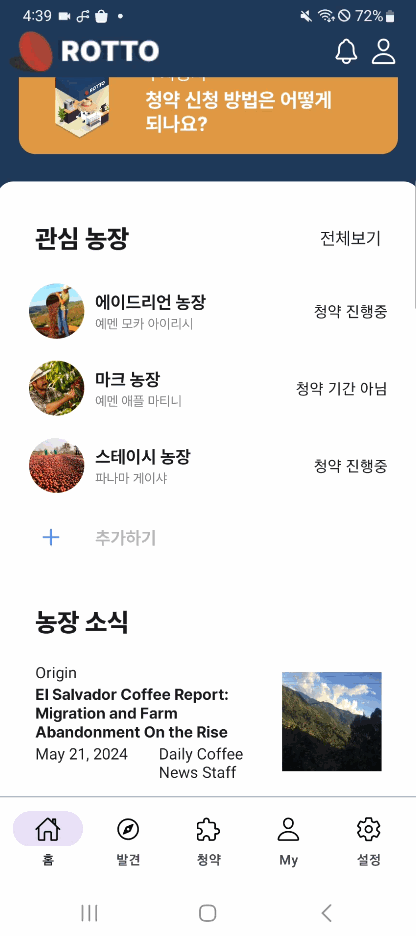 4:39
72%
ROTTO
청약 신청 방법은 어떻게
되나요?
관심 농장
전체보기
에이드리언 농장
예멘 모카 아이리시
청약 진행중
마크 농장
예멘 애플 마티니
청약 기간 아님
스테이시 농장
파나마 게이샤
청약 진행중
추가하기
농장 소식
Origin
El Salvador Coffee Report:
Migration and Farm
Abandonment On the Rise
May 21, 2024
Daily Coffee
News Staff
홈
발견
청약
My
설정